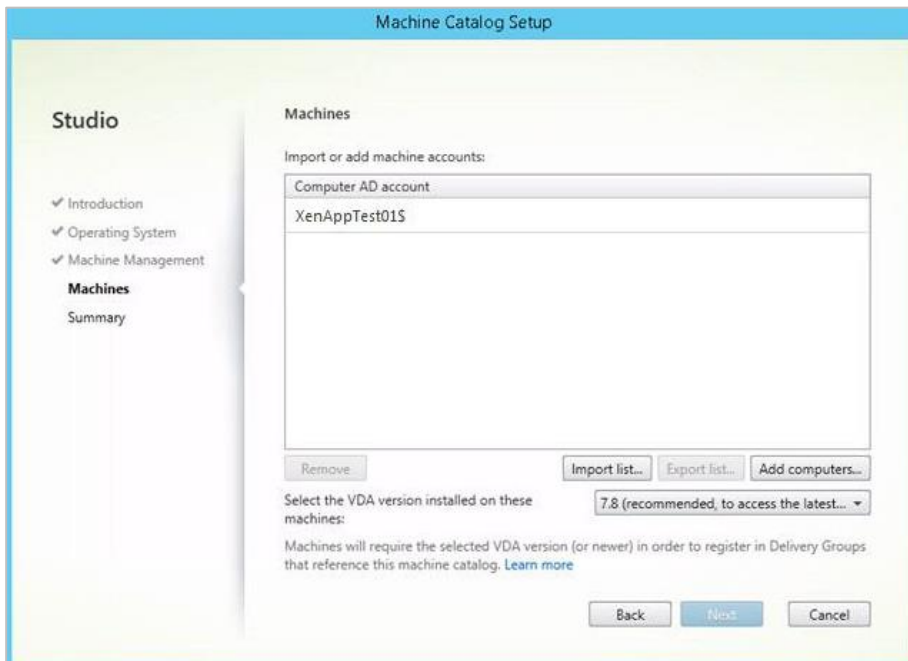 Machine Catalog Setup
Studio
Introduction
Operating System
Machine Management
Machines
Summary
Machines
Import or add machine accounts:
Computer AD account
XenAppTest01$
Remove
Import list...
Export list...
Add computers...
Select the VDA version installed on these
machines:
7.8 (recommended, to access the latest...
Machines will require the selected VDA version (or newer) in order to register in Delivery Groups
that reference this machine catalog. Learn more
Back
Next
Cancel